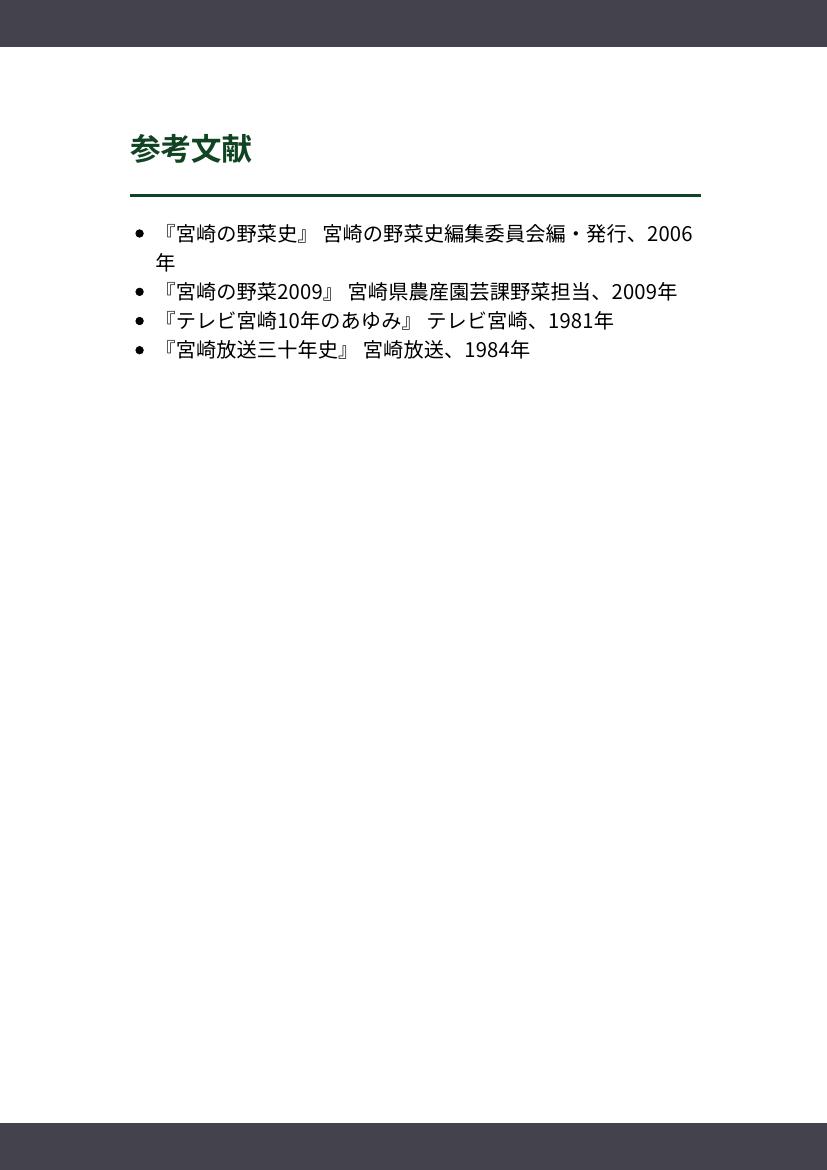 参考文献
• 『宮崎の野菜史』 宮崎の野菜史編集委員会編・発行、2006
年
• 『宮崎の野菜2009』 宮崎県農産園芸課野菜担当、2009年
• 『テレビ宮崎10年のあゆみ』 テレビ宮崎、1981年
• 『宮崎放送三十年史』 宮崎放送、1984年